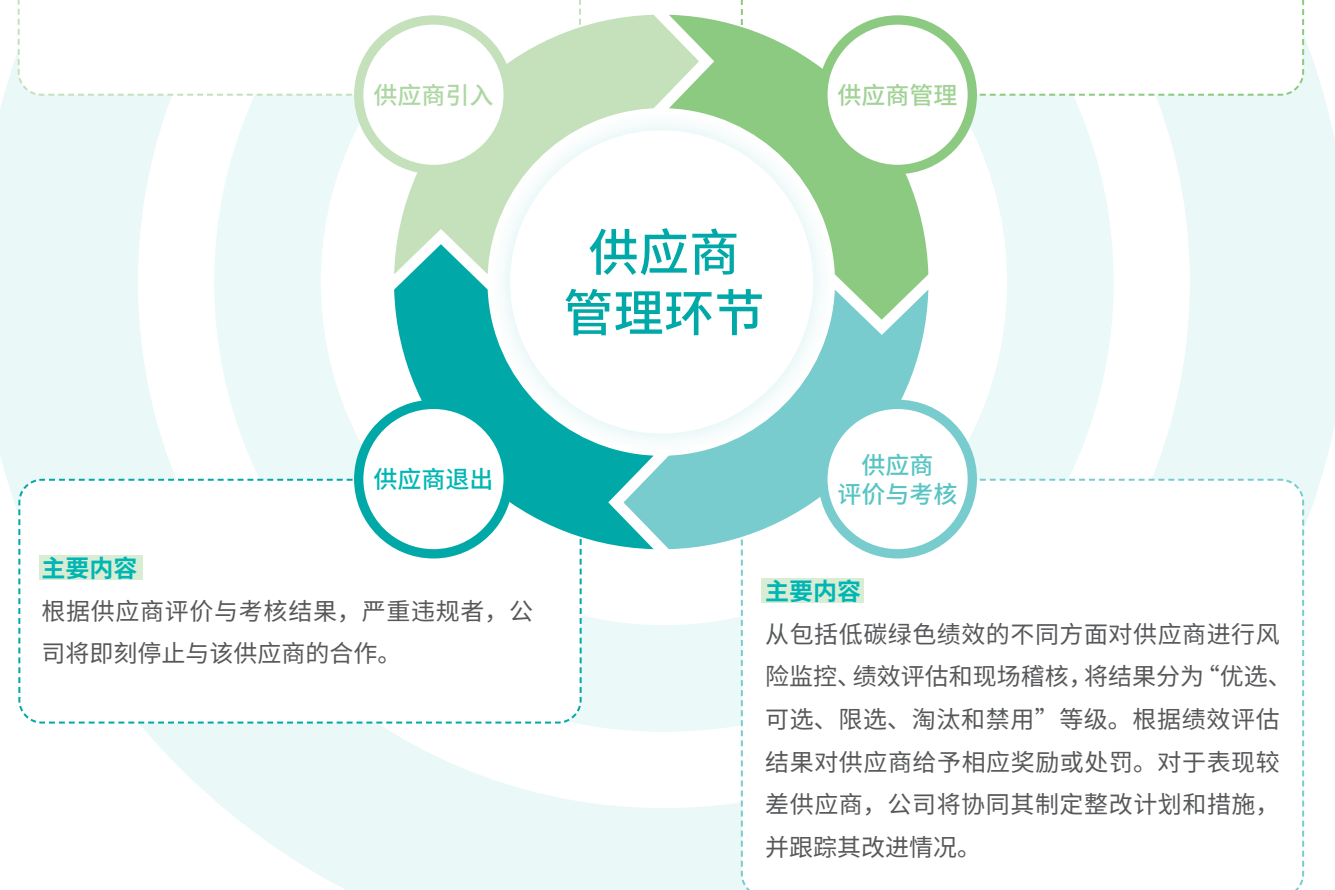 供应商引入
供应商管理
供应商
管理环节
供应商退出
供应商
评价与考核
主要内容
根据供应商评价与考核结果，严重违规者，公
司将即刻停止与该供应商的合作。
主要内容
从包括低碳绿色绩效的不同方面对供应商进行风
险监控、绩效评估和现场稽核，将结果分为“优选、
可选、限选、淘汰和禁用”等级。根据绩效评估
结果对供应商给予相应奖励或处罚。对于表现较
差供应商，公司将协同其制定整改计划和措施，
并跟踪其改进情况。